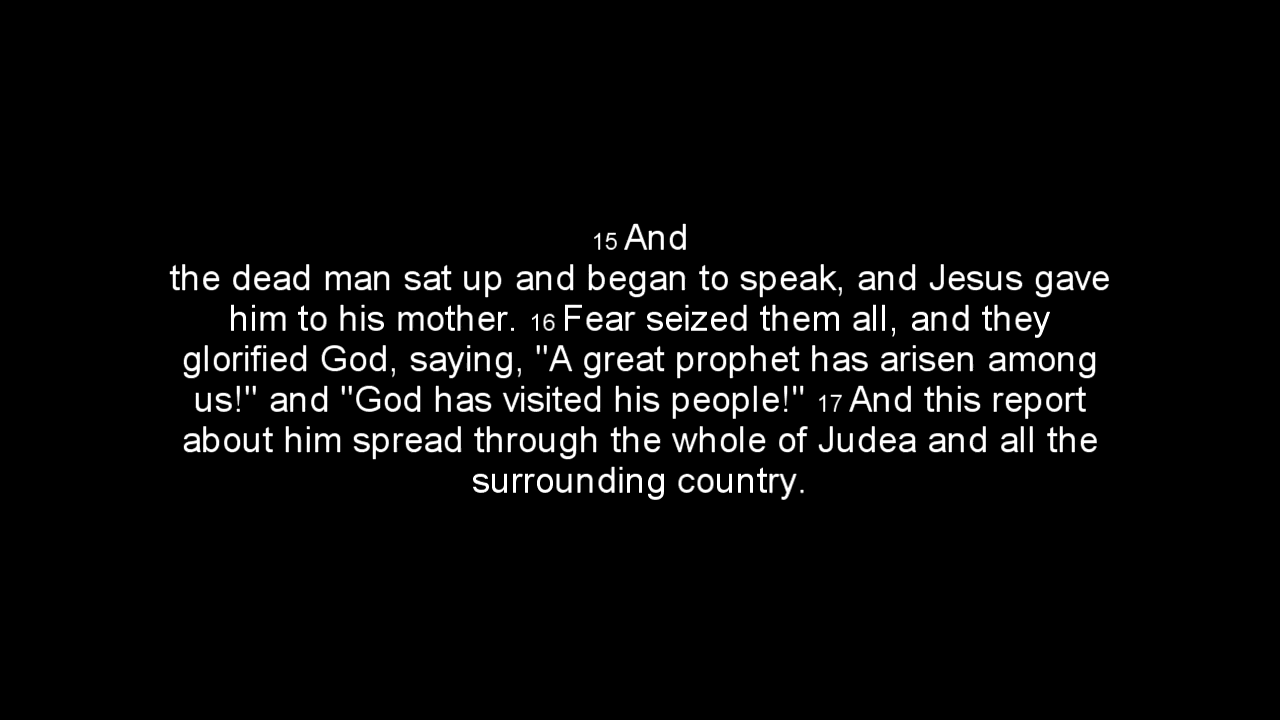 15 And
the dead man sat up and began to speak, and Jesus gave
him to his mother. 16 Fear seized them all, and they
glorified God, saying, "A great prophet has arisen among
us!" and "God has visited his people!" 17 And this report
about him spread through the whole of Judea and all the
surrounding country.